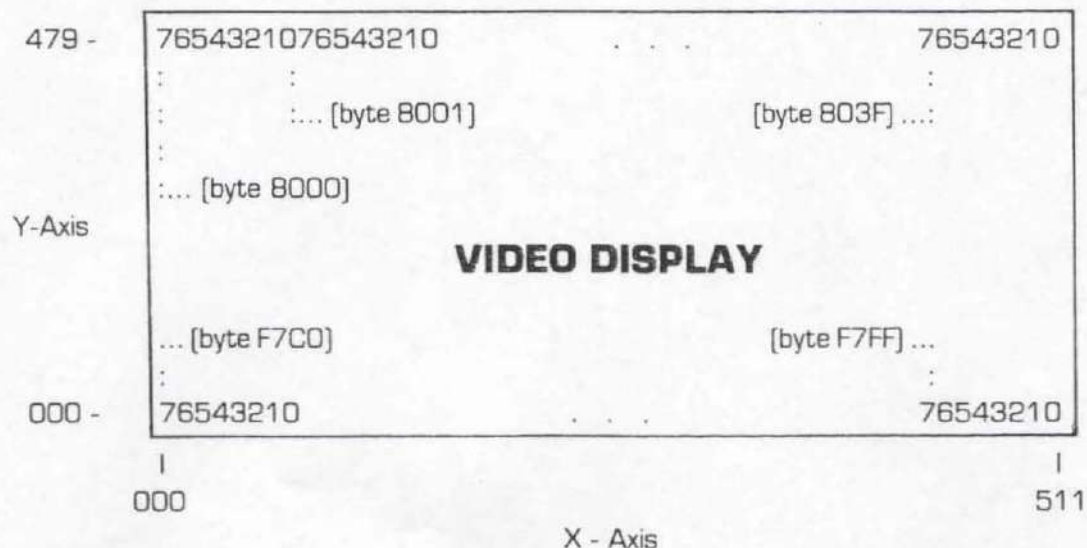 479 - 7654321076543210 . . . 76543210
: : :
: :... [byte 8001] [byte 803F] ...:
:
:... [byte 8000]
Y-Axis
VIDEO DISPLAY
... [byte F7C0] [byte F7FF] ...
: :
000 - 76543210 . . . 76543210
| |
000 511
X - Axis